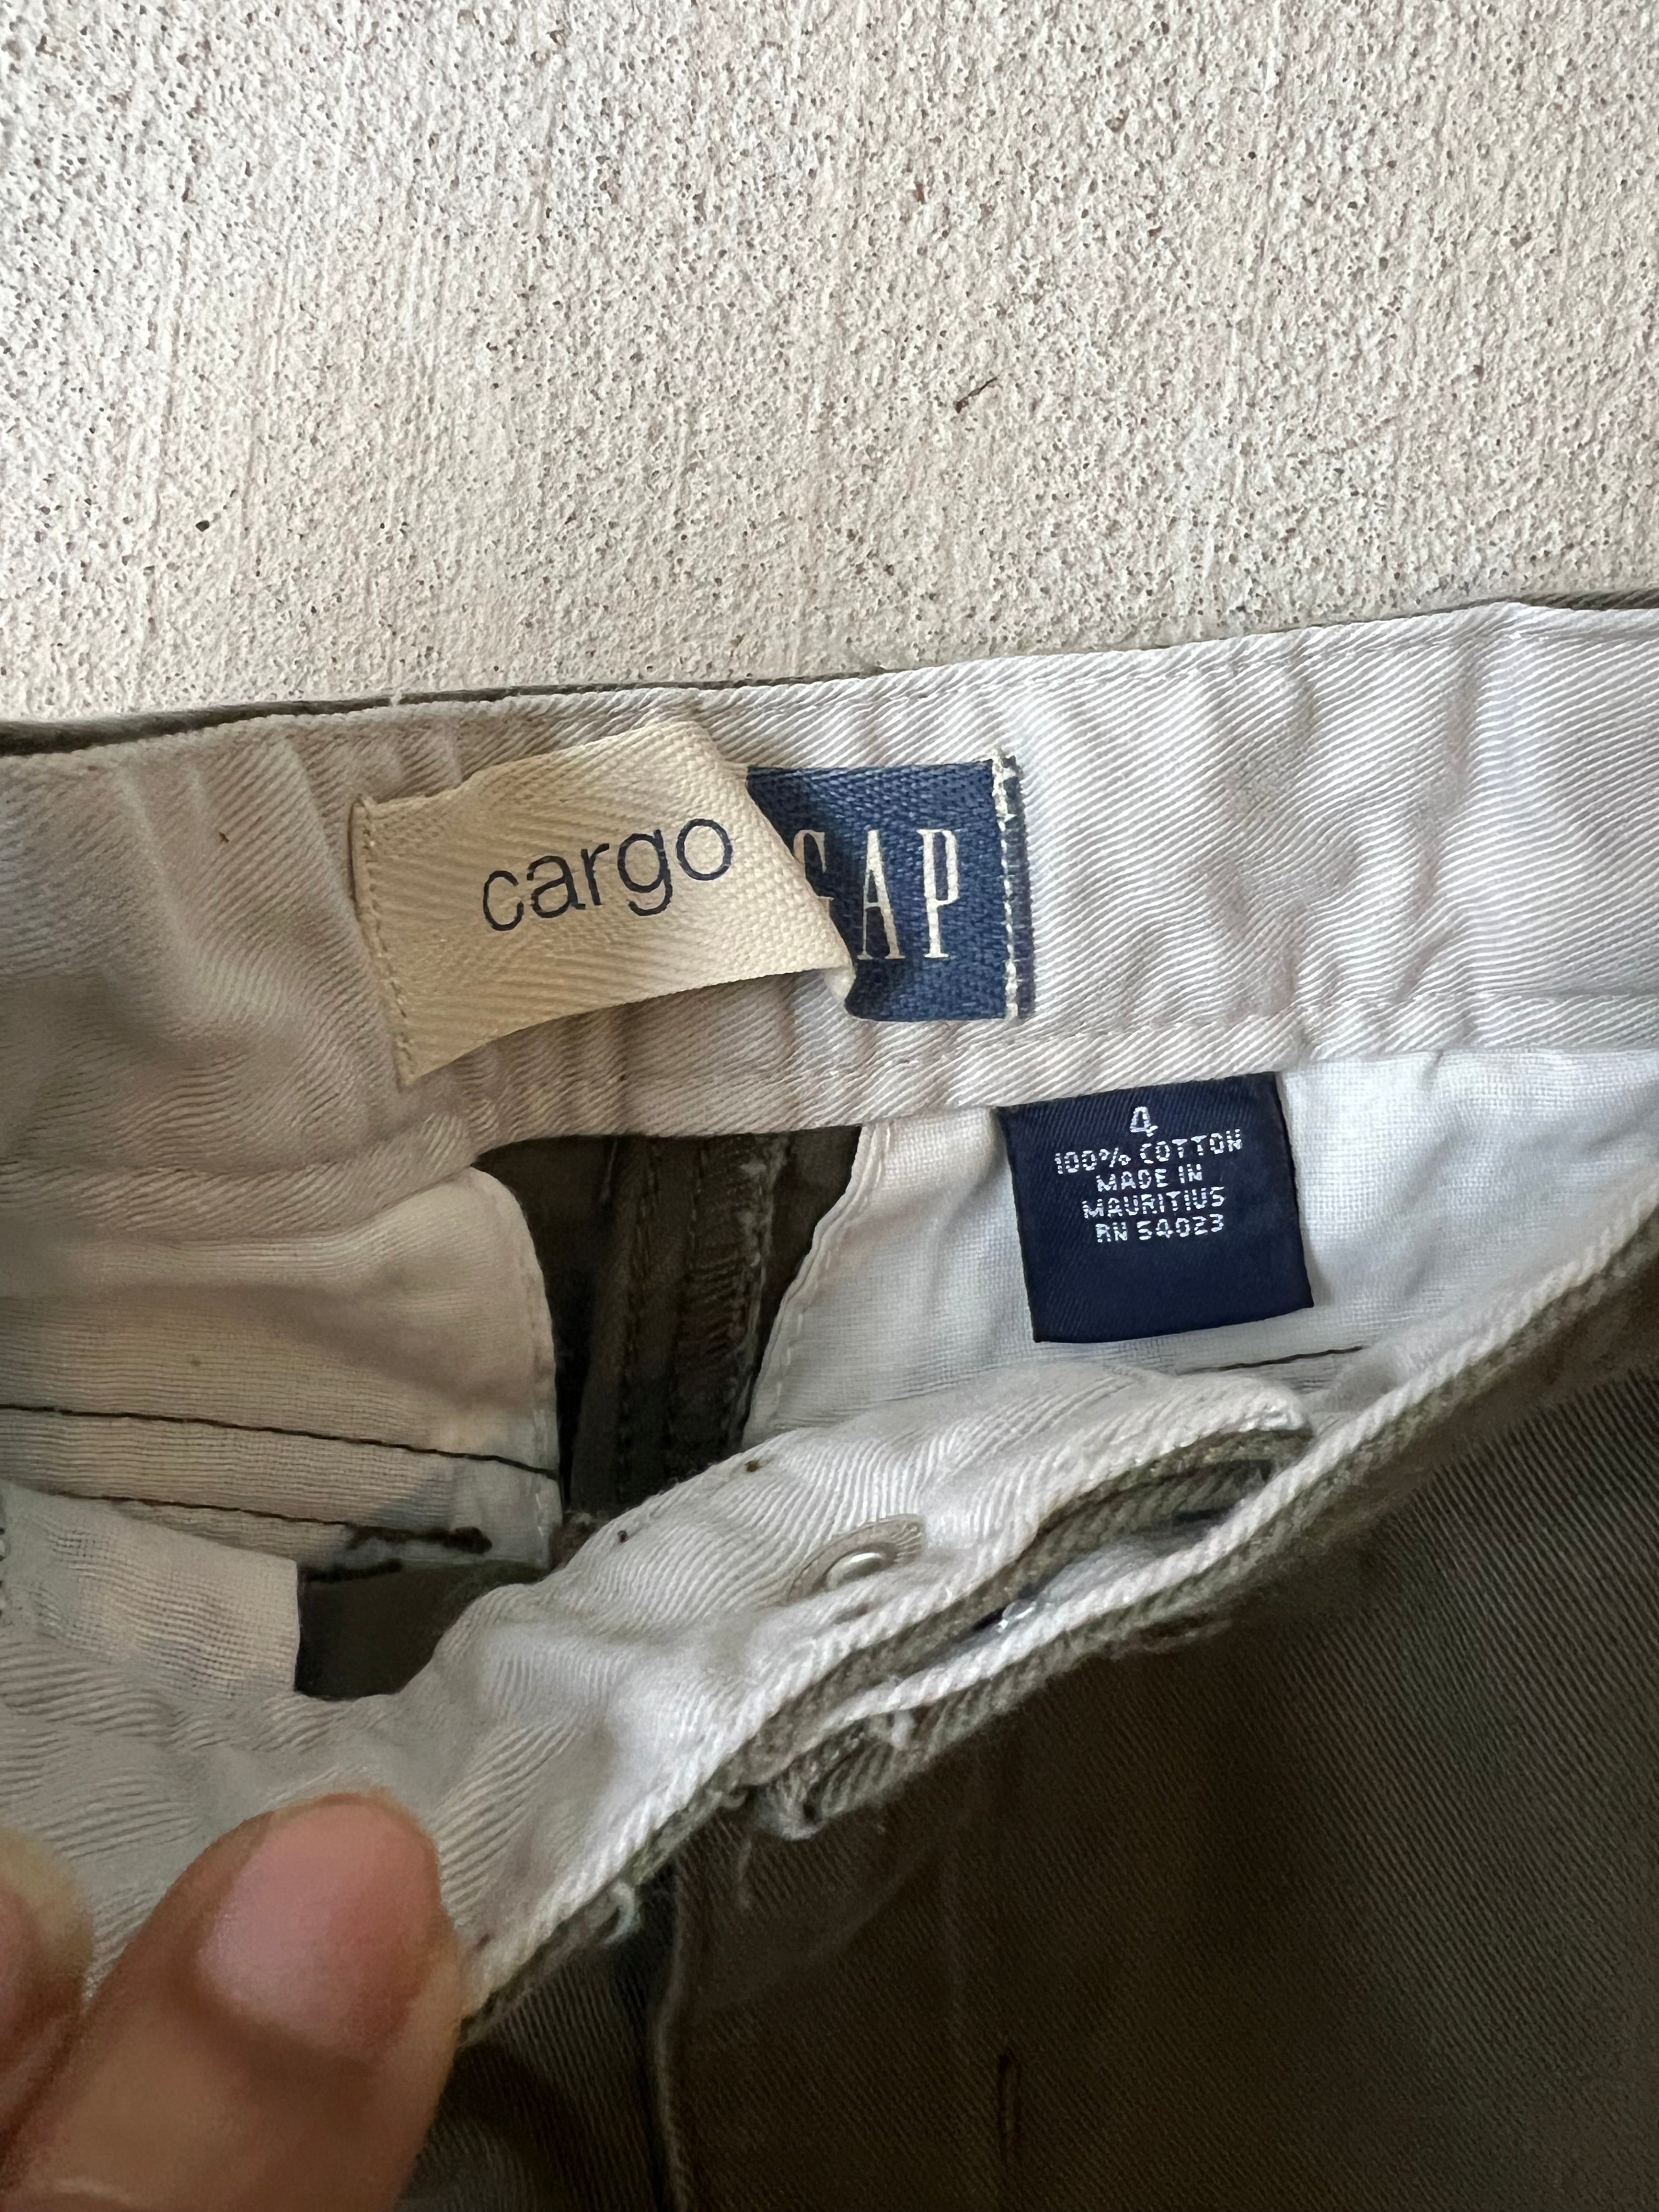 cargo
GAP
4
100% COTTON
MADE IN
MAURITIUS
RN 54023